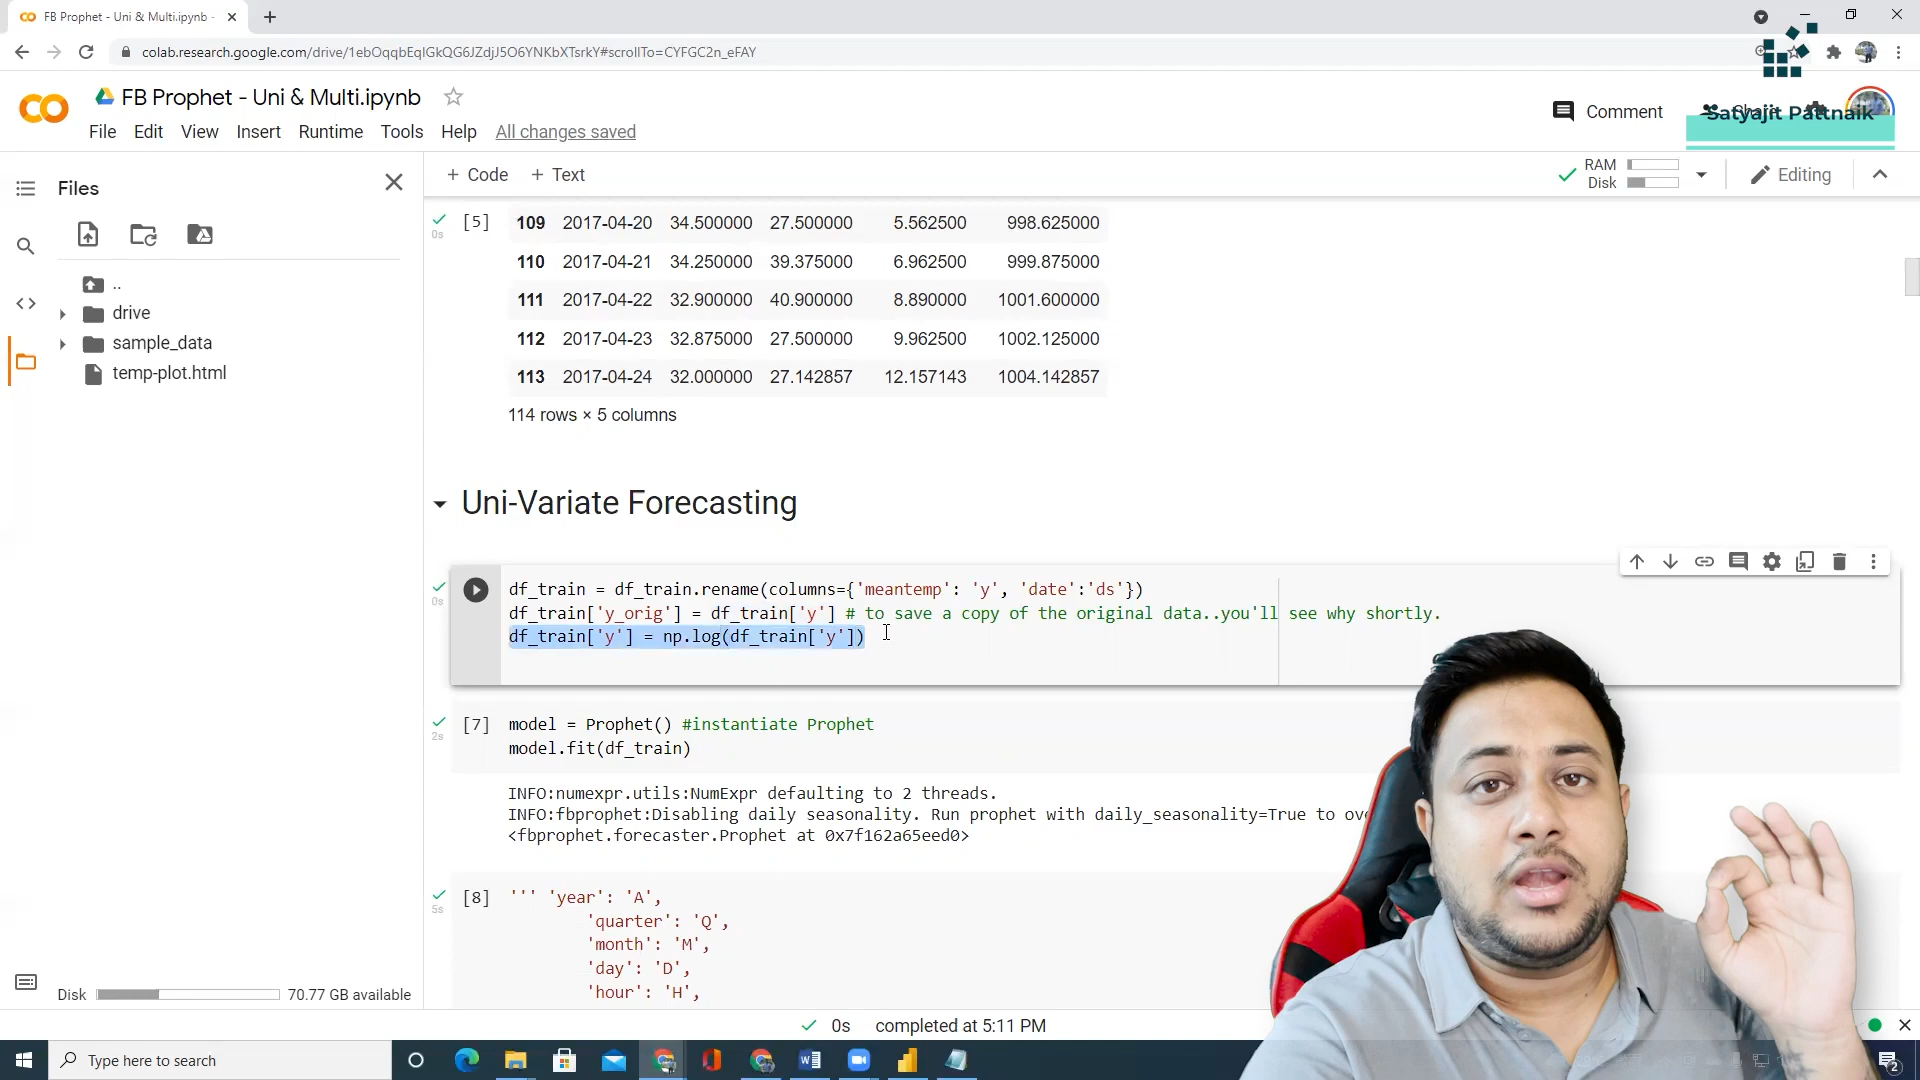 FB Prophet - Uni & Multi.ipynb -
colab.research.google.com/drive/1ebOqqbEqIGkQG6JZdjJ5O6YNKbXTsrkY#scrollTo=CYFGC2n_eFAY
FB Prophet - Uni & Multi.ipynb
File Edit View Insert Runtime Tools Help All changes saved
Comment
Share
Satyajit Pattnaik
Files
+ Code + Text
RAM
Disk
Editing
..
drive
sample_data
temp-plot.html
[5]
109 2017-04-20 34.500000 27.500000 5.562500 998.625000
0s
110 2017-04-21 34.250000 39.375000 6.962500 999.875000
111 2017-04-22 32.900000 40.900000 8.890000 1001.600000
112 2017-04-23 32.875000 27.500000 9.962500 1002.125000
113 2017-04-24 32.000000 27.142857 12.157143 1004.142857
114 rows × 5 columns
Uni-Variate Forecasting
0s
df_train = df_train.rename(columns={'meantemp': 'y', 'date':'ds'})
df_train['y_orig'] = df_train['y'] # to save a copy of the original data..you'll see why shortly.
df_train['y'] = np.log(df_train['y'])
[7] model = Prophet() #instantiate Prophet
2s
model.fit(df_train)
INFO:numexpr.utils:NumExpr defaulting to 2 threads.
INFO:fbprophet:Disabling daily seasonality. Run prophet with daily_seasonality=True to
<fbprophet.forecaster.Prophet at 0x7f162a65eed0>
[8] ''' 'year': 'A',
5s
'quarter': 'Q',
'month': 'M',
'day': 'D',
'hour': 'H',
Disk 70.77 GB available
0s completed at 5:11 PM
Type here to search
2